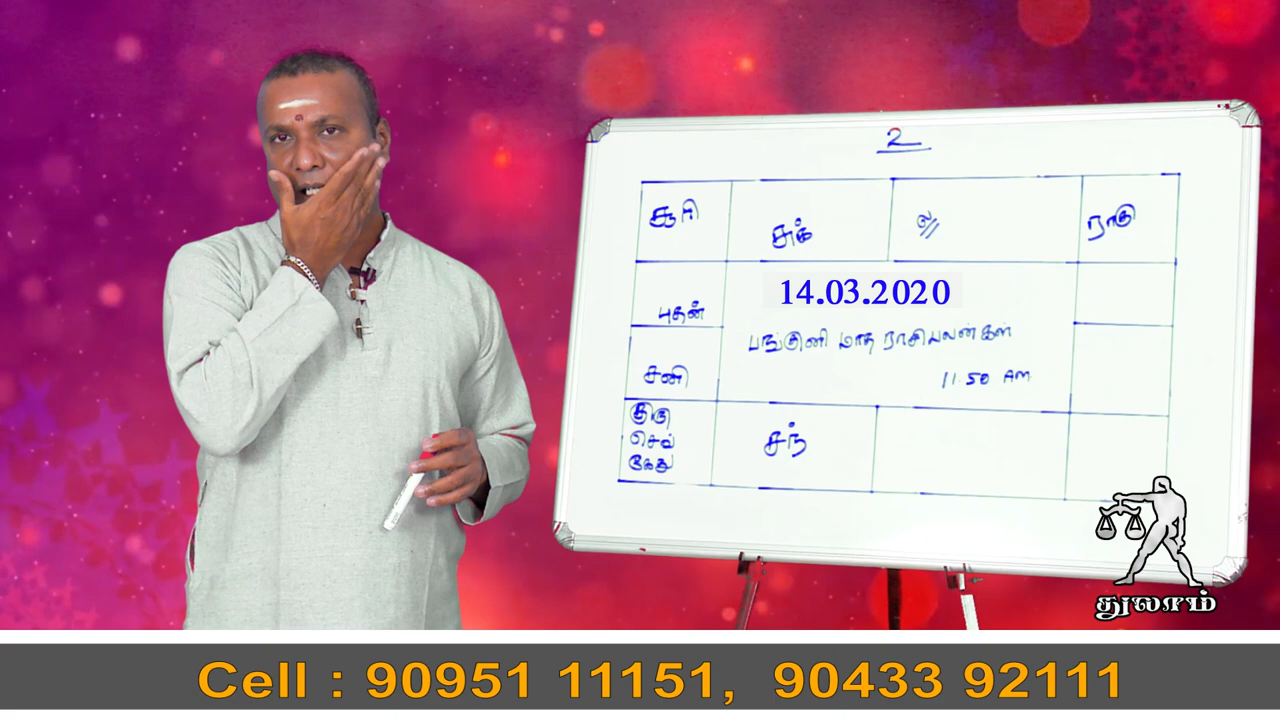 2
சூரி
சுக்
ல//
ராகு
14.03.2020
புதன்
பங்குனி மாத ராசிபலன்கள்
சனி
11.50 AM
குரு
செவ்
கேது
சந்
துலாம்
Cell : 90951 11151, 90433 92111